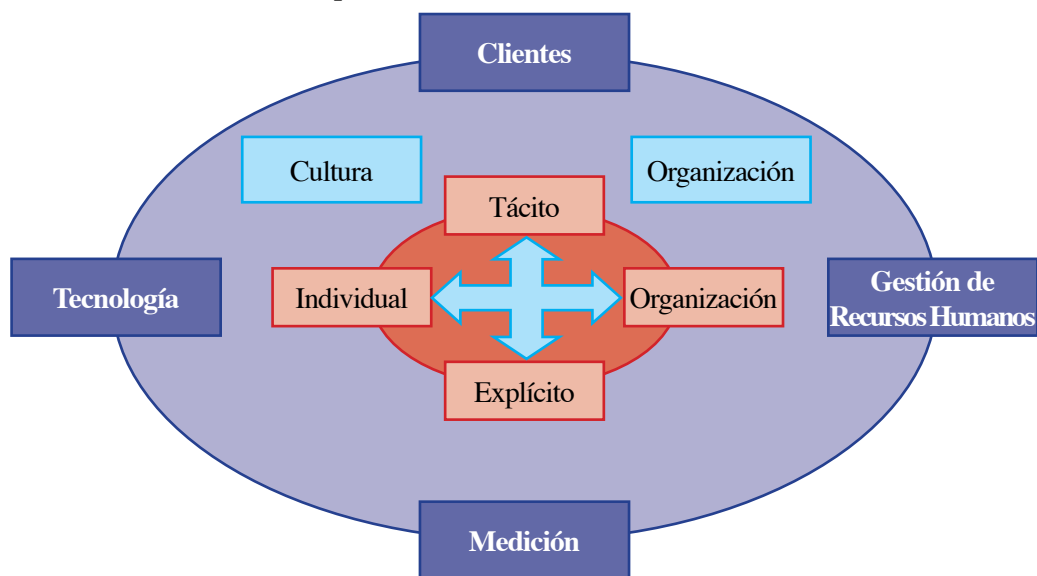 Clientes
Cultura
Organización
Tácito
Tecnología
Individual
Organización
Gestión de
Recursos Humanos
Explícito
Medición